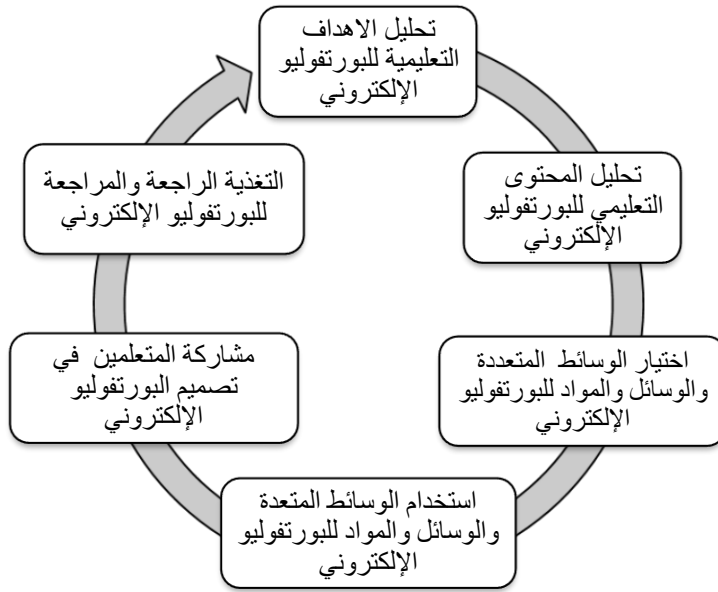 تحليل الاهداف
التعليمية للبورتفوليو
الإلكتروني
تحليل المحتوى
التعليمي للبورتفوليو
الإلكتروني
اختيار الوسائط المتعددة
والوسائل والمواد للبورتفوليو
الإلكتروني
استخدام الوسائط المتعدة
والوسائل والمواد للبورتفوليو
الإلكتروني
مشاركة المتعلمين في
تصميم البورتفوليو
الإلكتروني
التغذية الراجعة والمراجعة
للبورتفوليو الإلكتروني